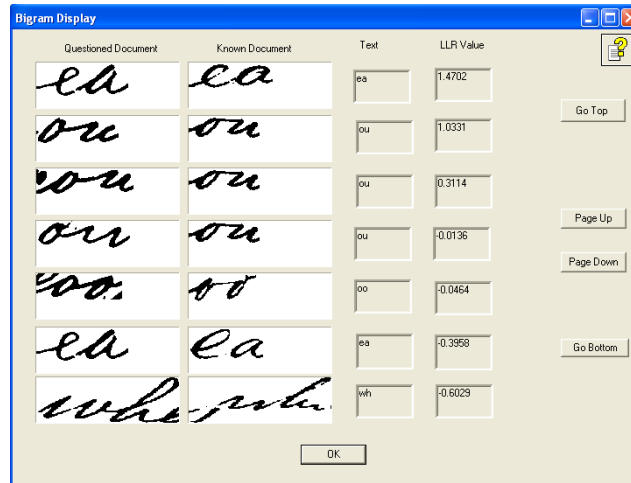 Bigram Display
Questioned Document Known Document Text LLR Value
ea ea ea 1.4702
Go Top
ou ou ou 1.0331
ou ou ou 0.3114
Page Up
ou ou ou -0.0136
Page Down
oo. oo oo -0.0464
ea ea ea -0.3958
Go Bottom
whe whe wh -0.6029
OK